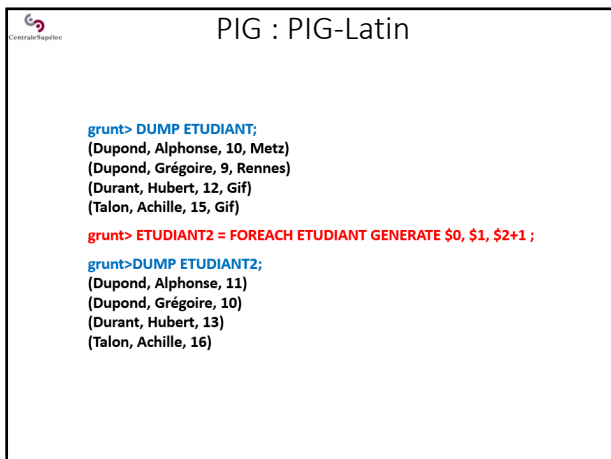 CentraleSupélec
PIG : PIG-Latin
grunt> DUMP ETUDIANT;
(Dupond, Alphonse, 10, Metz)
(Dupond, Grégoire, 9, Rennes)
(Durant, Hubert, 12, Gif)
(Talon, Achille, 15, Gif)
grunt> ETUDIANT2 = FOREACH ETUDIANT GENERATE $0, $1, $2+1 ;
grunt>DUMP ETUDIANT2;
(Dupond, Alphonse, 11)
(Dupond, Grégoire, 10)
(Durant, Hubert, 13)
(Talon, Achille, 16)